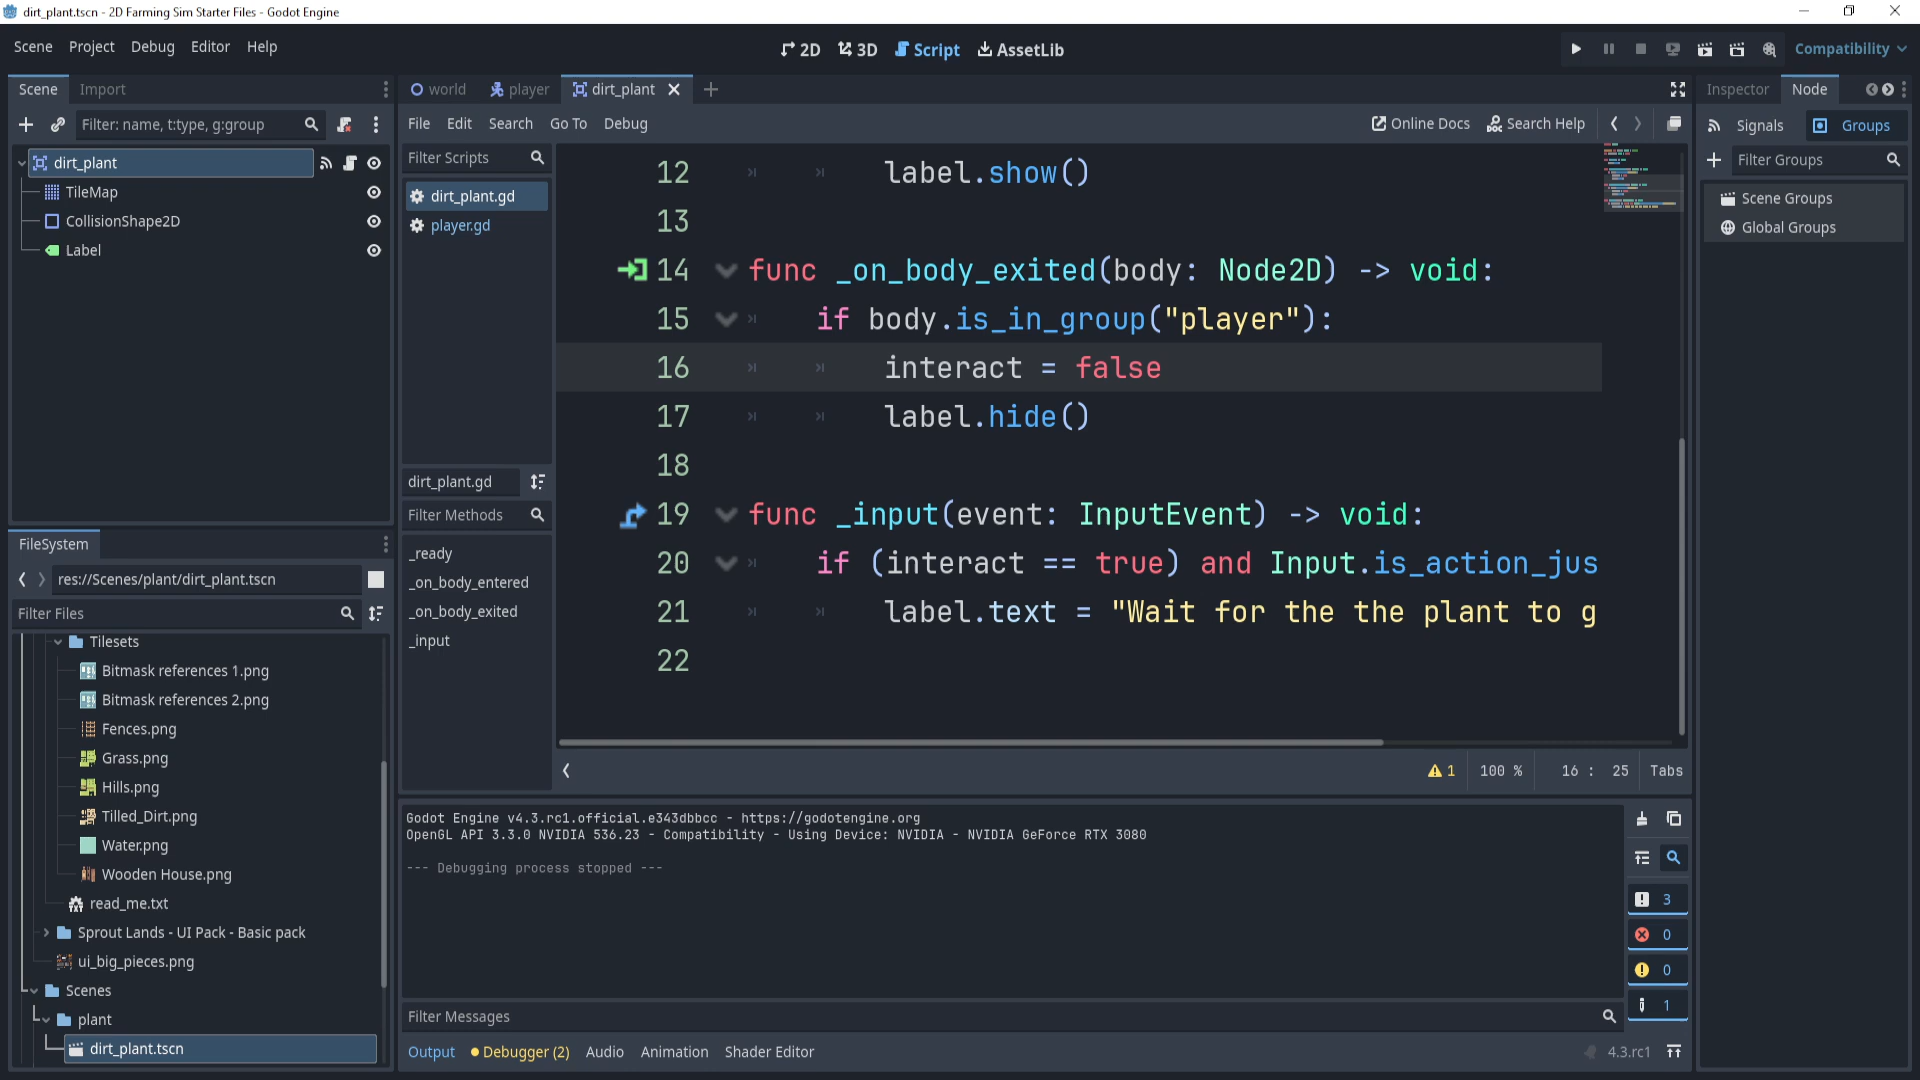 dirt_plant.tscn - 2D Farming Sim Starter Files - Godot Engine
Scene Project Debug Editor Help
2D 3D Script AssetLib
Compatibility
Scene Import
Filter: name, t:type, g:group
dirt_plant
TileMap
CollisionShape2D
Label
FileSystem
res://Scenes/plant/dirt_plant.tscn
Filter Files
Tilesets
Bitmask references 1.png
Bitmask references 2.png
Fences.png
Grass.png
Hills.png
Tilled_Dirt.png
Water.png
Wooden House.png
read_me.txt
Sprout Lands - UI Pack - Basic pack
ui_big_pieces.png
Scenes
plant
dirt_plant.tscn
world player dirt_plant
File Edit Search Go To Debug
Online Docs Search Help
Filter Scripts
dirt_plant.gd
player.gd
dirt_plant.gd
Filter Methods
_ready
_on_body_entered
_on_body_exited
_input
12 label.show()
13
14 func _on_body_exited(body: Node2D) -> void:
15 if body.is_in_group("player"):
16 interact = false
17 label.hide()
18
19 func _input(event: InputEvent) -> void:
20 if (interact == true) and Input.is_action_jus
21 label.text = "Wait for the the plant to g
22
1 100 % 16 : 25 Tabs
Godot Engine v4.3.rc1.official.e343dbbcc - https://godotengine.org
OpenGL API 3.3.0 NVIDIA 536.23 - Compatibility - Using Device: NVIDIA - NVIDIA GeForce RTX 3080
--- Debugging process stopped ---
3
0
0
1
Filter Messages
Output Debugger (2) Audio Animation Shader Editor
4.3.rc1
Inspector Node
Signals Groups
Filter Groups
Scene Groups
Global Groups